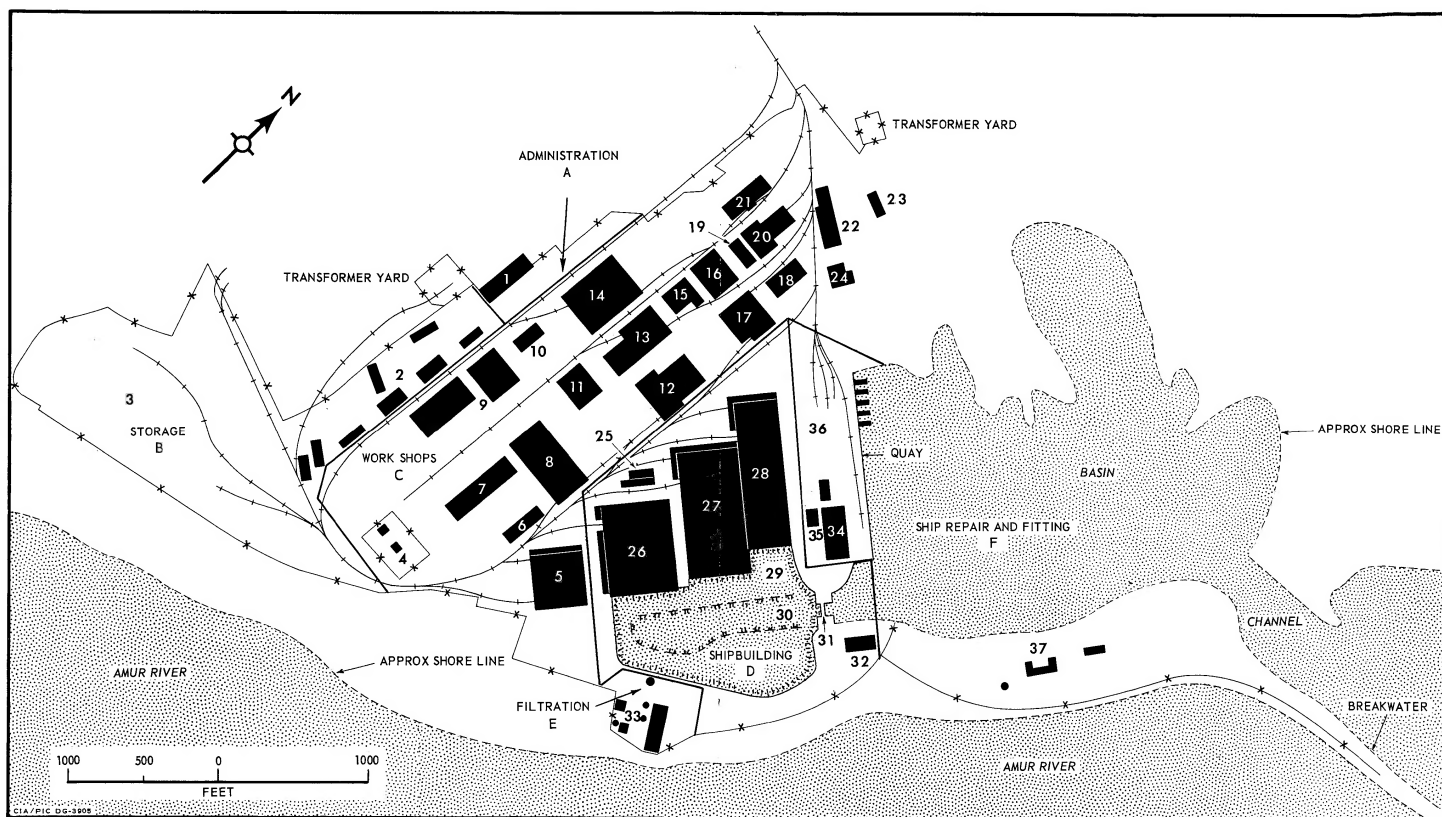 N
TRANSFORMER YARD
ADMINISTRATION
A
23
21
22
19
20
24
TRANSFORMER YARD
1
16
18
14
15
17
13
10
2
11
12
9
3
STORAGE
B
25
36
APPROX SHORE LINE
WORK SHOPS
C
8
28
QUAY
BASIN
7
27
6
SHIP REPAIR AND FITTING
F
35
34
4
26
5
29
30
31
CHANNEL
32
37
SHIPBUILDING
D
APPROX SHORE LINE
AMUR RIVER
FILTRATION
E
33
BREAKWATER
AMUR RIVER
1000 500 0 1000
FEET
CIA/PIC DG-3905